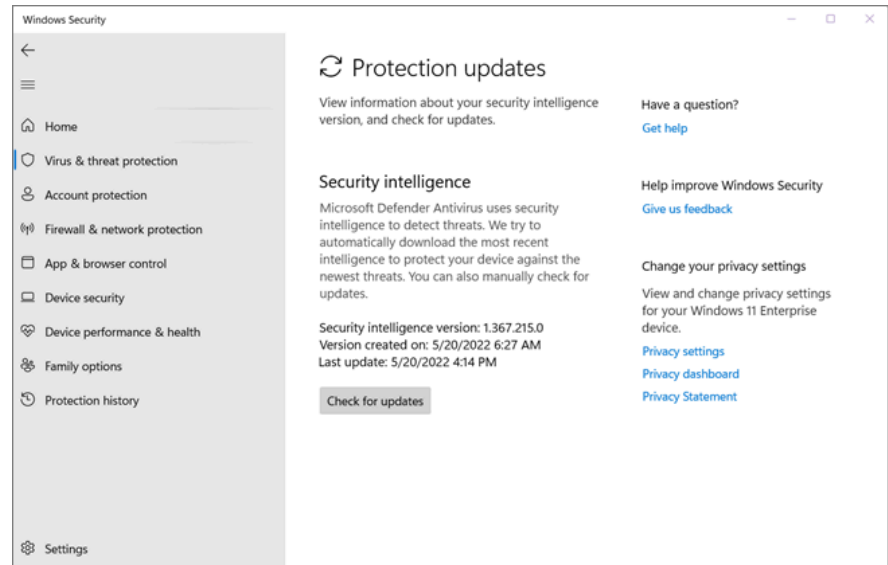 Windows Security
Home
Virus & threat protection
Account protection
Firewall & network protection
App & browser control
Device security
Device performance & health
Family options
Protection history
Settings
Protection updates
View information about your security intelligence
version, and check for updates.
Security intelligence
Microsoft Defender Antivirus uses security
intelligence to detect threats. We try to
automatically download the most recent
intelligence to protect your device against the
newest threats. You can also manually check for
updates.
Security intelligence version: 1.367.215.0
Version created on: 5/20/2022 6:27 AM
Last update: 5/20/2022 4:14 PM
Check for updates
Have a question?
Get help
Help improve Windows Security
Give us feedback
Change your privacy settings
View and change privacy settings
for your Windows 11 Enterprise
device.
Privacy settings
Privacy dashboard
Privacy Statement